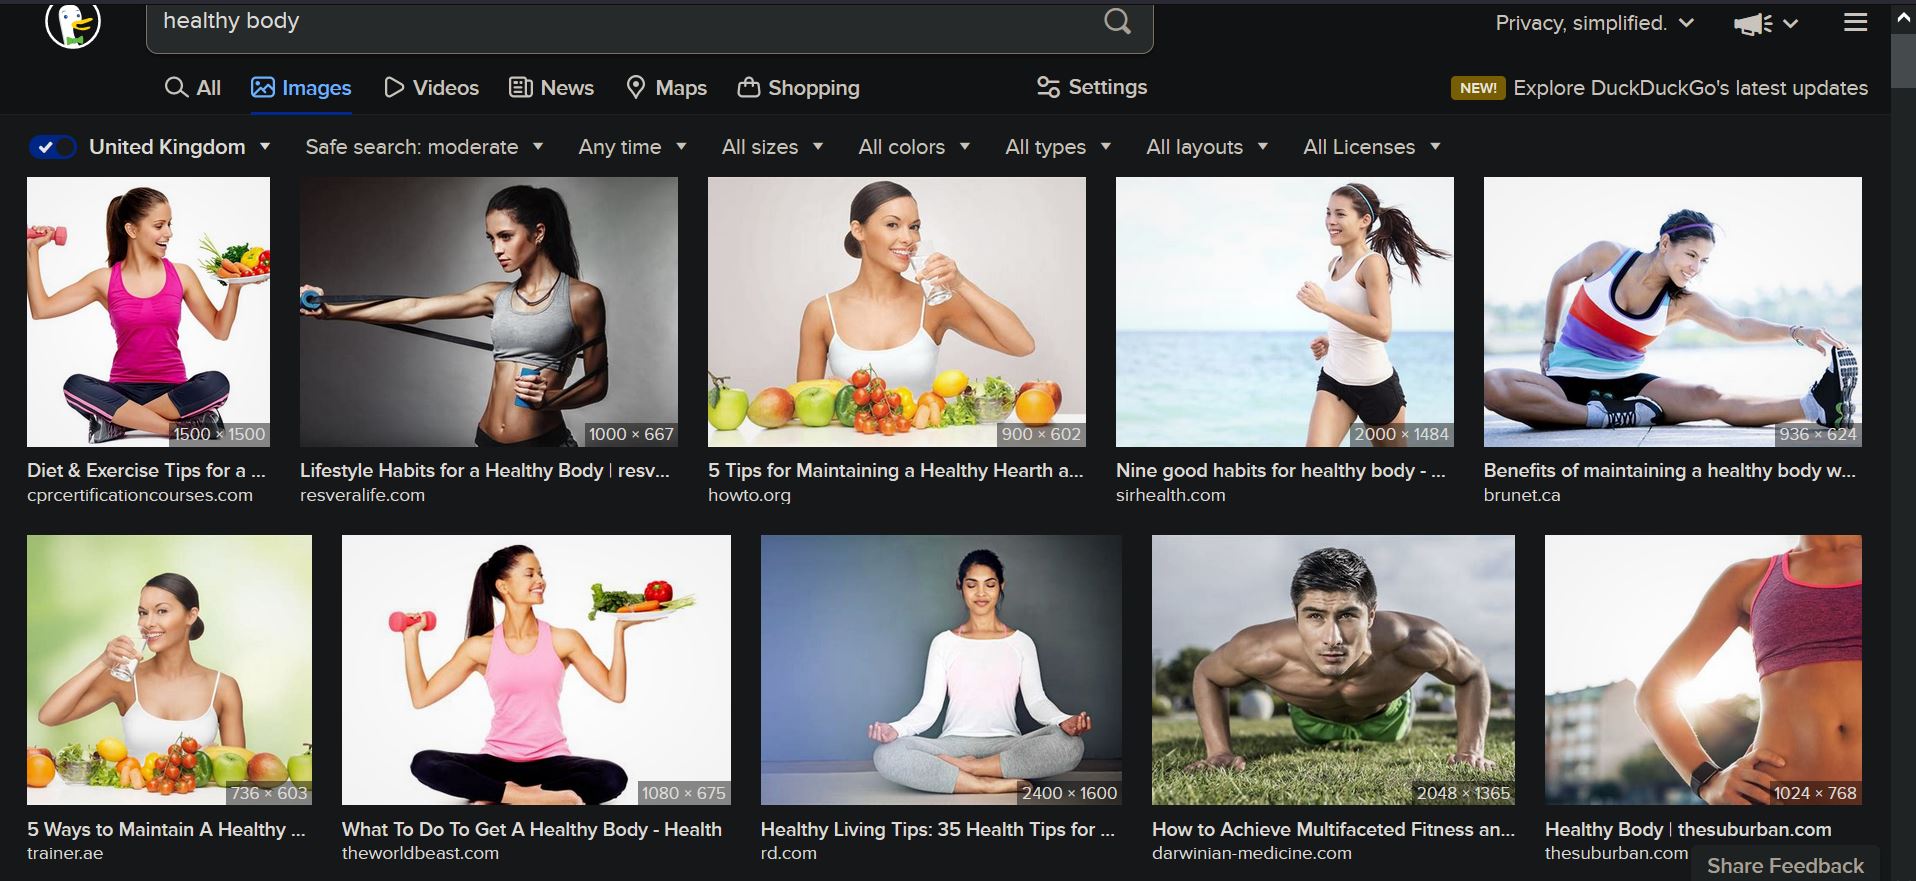 healthy body
Privacy, simplified.
All
Images
Videos
News
Maps
Shopping
Settings
NEW!
Explore DuckDuckGo's latest updates
United Kingdom
Safe search: moderate
Any time
All sizes
All colors
All types
All layouts
All Licenses
1500 × 1500
1000 × 667
900 × 602
2000 × 1484
936 × 624
Diet & Exercise Tips for a ...
Lifestyle Habits for a Healthy Body | resv...
5 Tips for Maintaining a Healthy Hearth a...
Nine good habits for healthy body - ...
Benefits of maintaining a healthy body w...
cprcertificationcourses.com
resveralife.com
howto.org
sirhealth.com
brunet.ca
736 × 603
1080 × 675
2400 × 1600
2048 × 1365
1024 × 768
5 Ways to Maintain A Healthy ...
What To Do To Get A Healthy Body - Health
Healthy Living Tips: 35 Health Tips for ...
How to Achieve Multifaceted Fitness an...
Healthy Body | thesuburban.com
trainer.ae
theworldbeast.com
rd.com
darwinian-medicine.com
thesuburban.com
Share Feedback